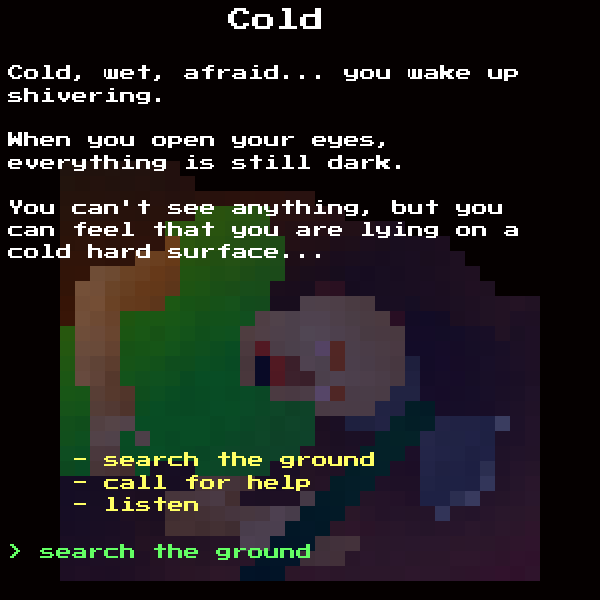 Cold
Cold, wet, afraid... you wake up
shivering.
When you open your eyes,
everything is still dark.
You can't see anything, but you
can feel that you are lying on a
cold hard surface...
- search the ground
- call for help
- listen
> search the ground